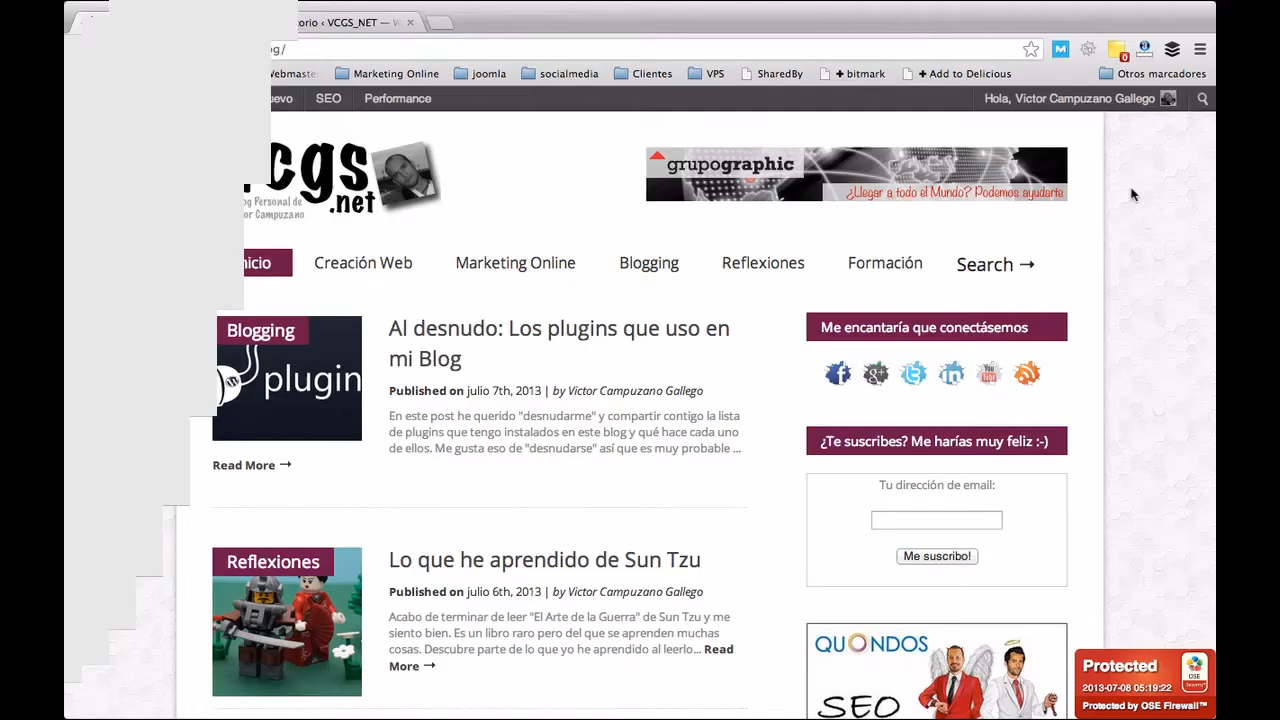 orio ‹ VCGS_NET —
g/
Marketing Online
joomla
socialmedia
Clientes
VPS
SharedBy
+ bitmark
+ Add to Delicious
Otros marcadores
0
SEO
Performance
Hola, Victor Campuzano Gallego
cgs
.net
Personal de
Campuzano
grupographic
¿Llegar a todo el Mundo? Podemos ayudarte
nicio
Creación Web
Marketing Online
Blogging
Reflexiones
Formación
Search →
Blogging
plugin
Al desnudo: Los plugins que uso en
mi Blog
Published on julio 7th, 2013 | by Victor Campuzano Gallego
En este post he querido "desnudarme" y compartir contigo la lista
de plugins que tengo instalados en este blog y qué hace cada uno
de ellos. Me gusta eso de "desnudarse" así que es muy probable ...
Read More →
Reflexiones
Lo que he aprendido de Sun Tzu
Published on julio 6th, 2013 | by Victor Campuzano Gallego
Acabo de terminar de leer "El Arte de la Guerra" de Sun Tzu y me
siento bien. Es un libro raro pero del que se aprenden muchas
cosas. Descubre parte de lo que yo he aprendido al leerlo... Read
More →
Me encantaría que conectásemos
You Tube
¿Te suscribes? Me harías muy feliz :-)
Tu dirección de email:
Me suscribo!
QUONDOS
SEO
Protected
2013-07-08 05:19:22
OSE
Protected by OSE Firewall™